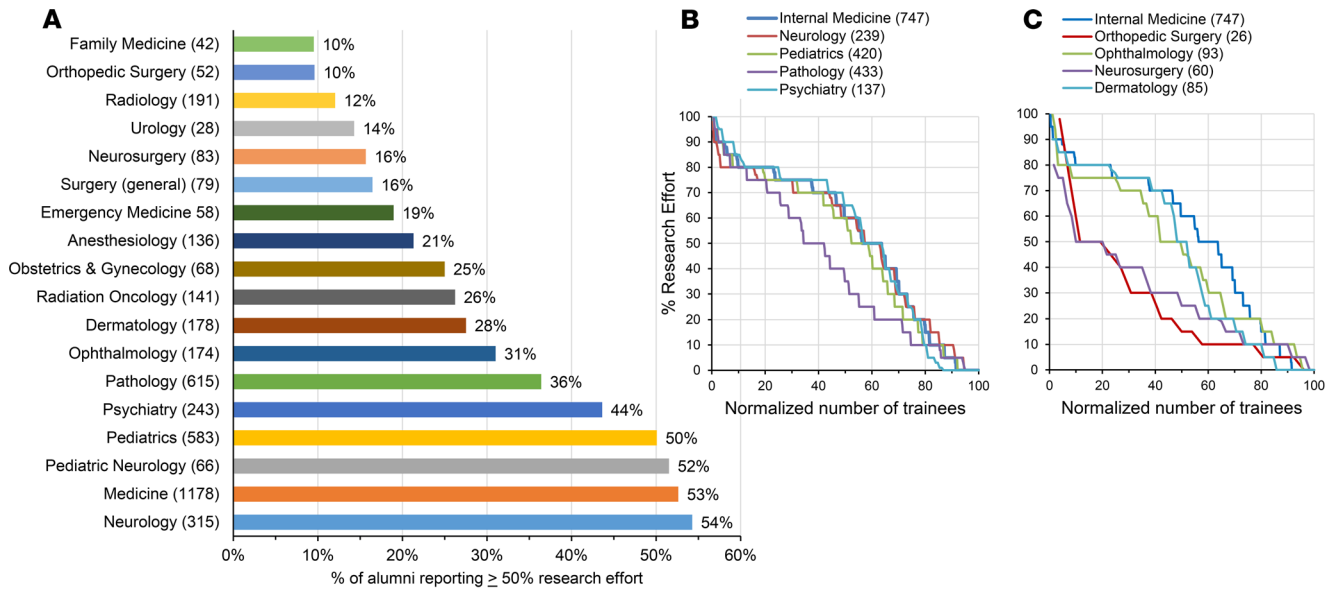 A
Family Medicine (42)
10%
Orthopedic Surgery (52)
10%
Radiology (191)
12%
Urology (28)
14%
Neurosurgery (83)
16%
Surgery (general) (79)
16%
Emergency Medicine 58)
19%
Anesthesiology (136)
21%
Obstetrics & Gynecology (68)
25%
Radiation Oncology (141)
26%
Dermatology (178)
28%
Ophthalmology (174)
31%
Pathology (615)
36%
Psychiatry (243)
44%
Pediatrics (583)
50%
Pediatric Neurology (66)
52%
Medicine (1178)
53%
Neurology (315)
54%
0% 10% 20% 30% 40% 50% 60%
% of alumni reporting ≥ 50% research effort
B
Internal Medicine (747)
Neurology (239)
Pediatrics (420)
Pathology (433)
Psychiatry (137)
% Research Effort
100
90
80
70
60
50
40
30
20
10
0
0 20 40 60 80 100
Normalized number of trainees
C
Internal Medicine (747)
Orthopedic Surgery (26)
Ophthalmology (93)
Neurosurgery (60)
Dermatology (85)
100
90
80
70
60
50
40
30
20
10
0
0 20 40 60 80 100
Normalized number of trainees